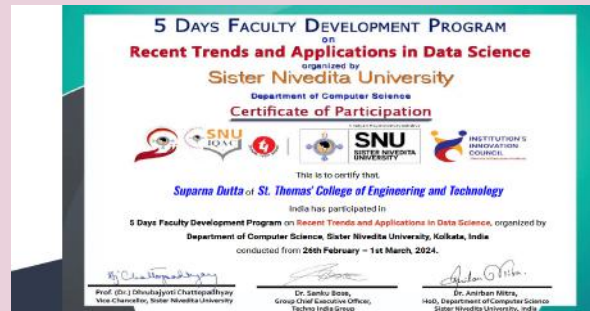 5 DAYS FACULTY DEVELOPMENT PROGRAM
on
Recent Trends and Applications in Data Science
organized by
Sister Nivedita University
Department of Computer Science
Certificate of Participation
SNU
IQAC
SNU
SISTER NIVEDITA
UNIVERSITY
INSTITUTION'S
INNOVATION
COUNCIL
This is to certify that,
Suparna Dutta of St. Thomas' College of Engineering and Technology
India has participated in
5 Days Faculty Development Program on Recent Trends and Applications in Data Science, organized by
Department of Computer Science, Sister Nivedita University, Kolkata, India
conducted from 26th February – 1st March, 2024.
Prof. (Dr.) Dhrubajyoti Chattopadhyay
Vice-Chancellor, Sister Nivedita University
Dr. Sanku Bose,
Group Chief Executive Officer,
Techno India Group
Dr. Anirban Mitra,
HoD, Department of Computer Science
Sister Nivedita University, India